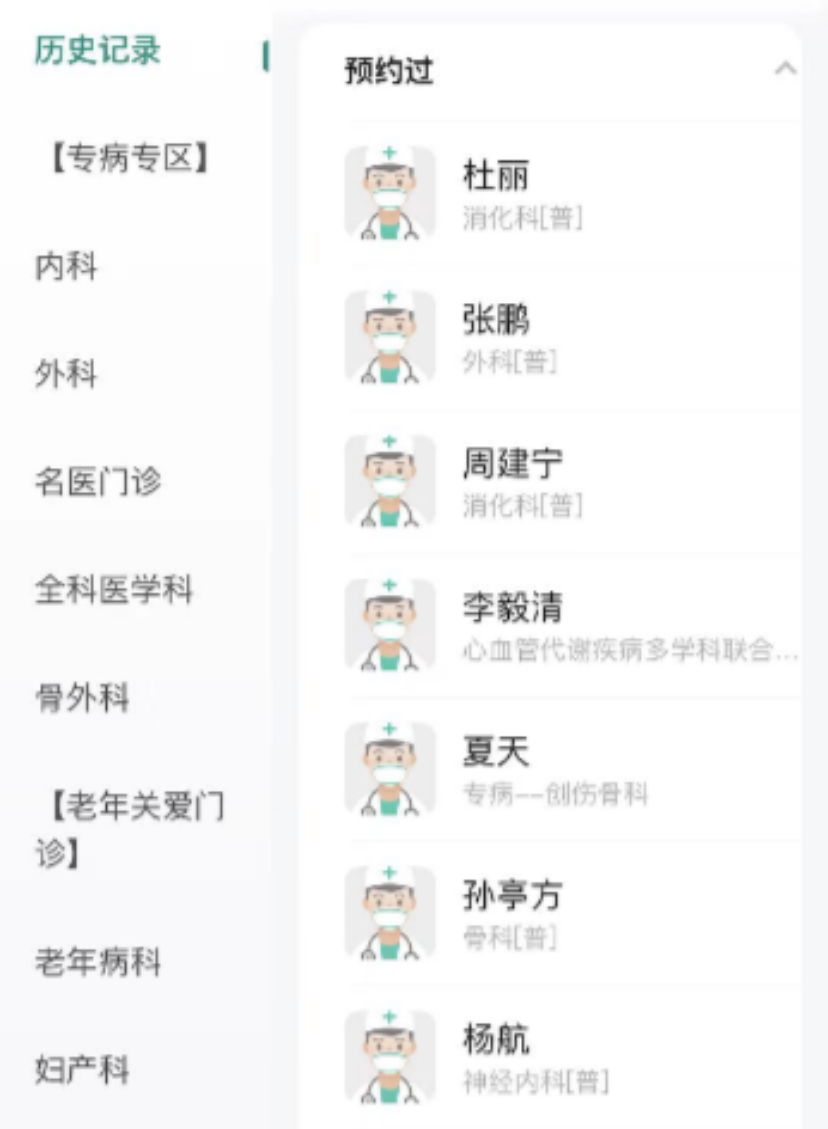 历史记录
【专病专区】
内科
外科
名医门诊
全科医学科
骨外科
【老年关爱门
诊】
老年病科
妇产科
预约过
杜丽
消化科[普]
张鹏
外科[普]
周建宁
消化科[普]
李毅清
心血管代谢疾病多学科联合...
夏天
专病--创伤骨科
孙亭方
骨科[普]
杨航
神经内科[普]